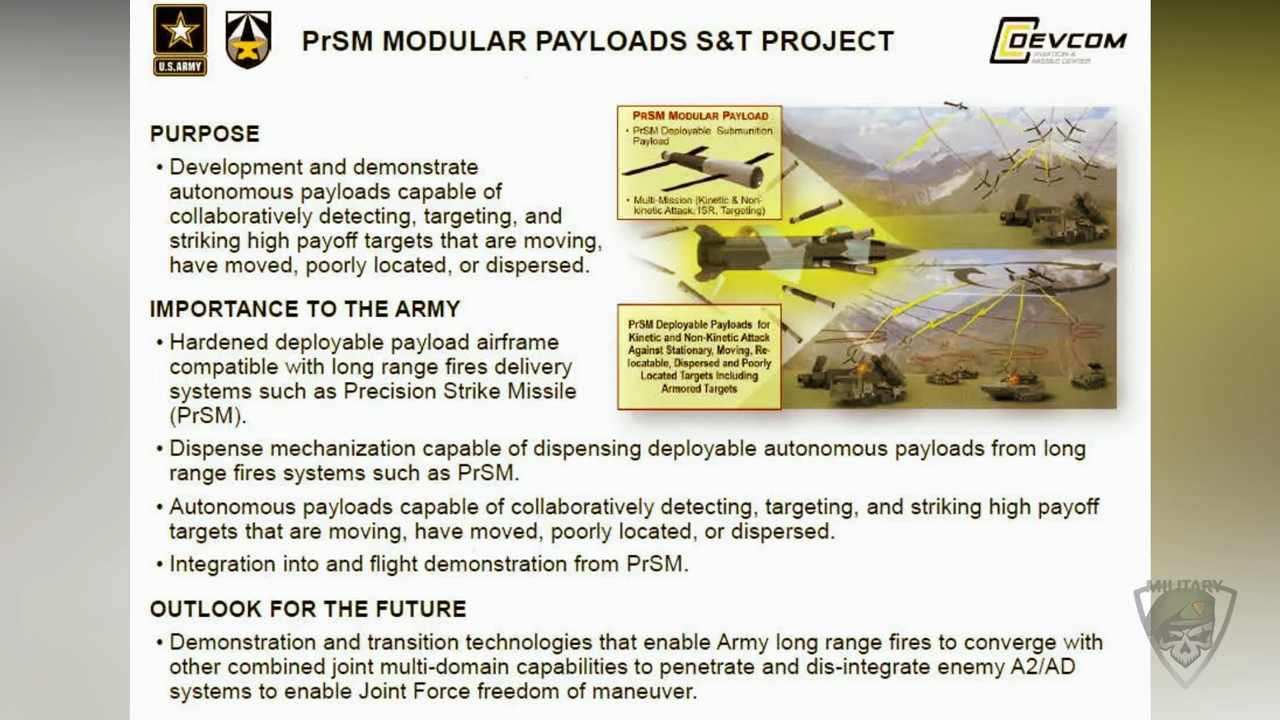 U.S.ARMY
PrSM MODULAR PAYLOADS S&T PROJECT
DEVCOM
AVIATION &
MISSILE CENTER
PURPOSE
• Development and demonstrate
autonomous payloads capable of
collaboratively detecting, targeting, and
striking high payoff targets that are moving,
have moved, poorly located, or dispersed.
PRSM MODULAR PAYLOAD
• PrSM Deployable Submunition
Payload
• Multi-Mission (Kinetic & Non-
kinetic Attack, ISR, Targeting)
PrSM Deployable Payloads for
Kinetic and Non-Kinetic Attack
Against Stationary, Moving, Re-
locatable, Dispersed and Poorly
Located Targets Including
Armored Targets
IMPORTANCE TO THE ARMY
• Hardened deployable payload airframe
compatible with long range fires delivery
systems such as Precision Strike Missile
(PrSM).
• Dispense mechanization capable of dispensing deployable autonomous payloads from long
range fires systems such as PrSM.
• Autonomous payloads capable of collaboratively detecting, targeting, and striking high payoff
targets that are moving, have moved, poorly located, or dispersed.
• Integration into and flight demonstration from PrSM.
OUTLOOK FOR THE FUTURE
• Demonstration and transition technologies that enable Army long range fires to converge with
other combined joint multi-domain capabilities to penetrate and dis-integrate enemy A2/AD
systems to enable Joint Force freedom of maneuver.
MILITARY